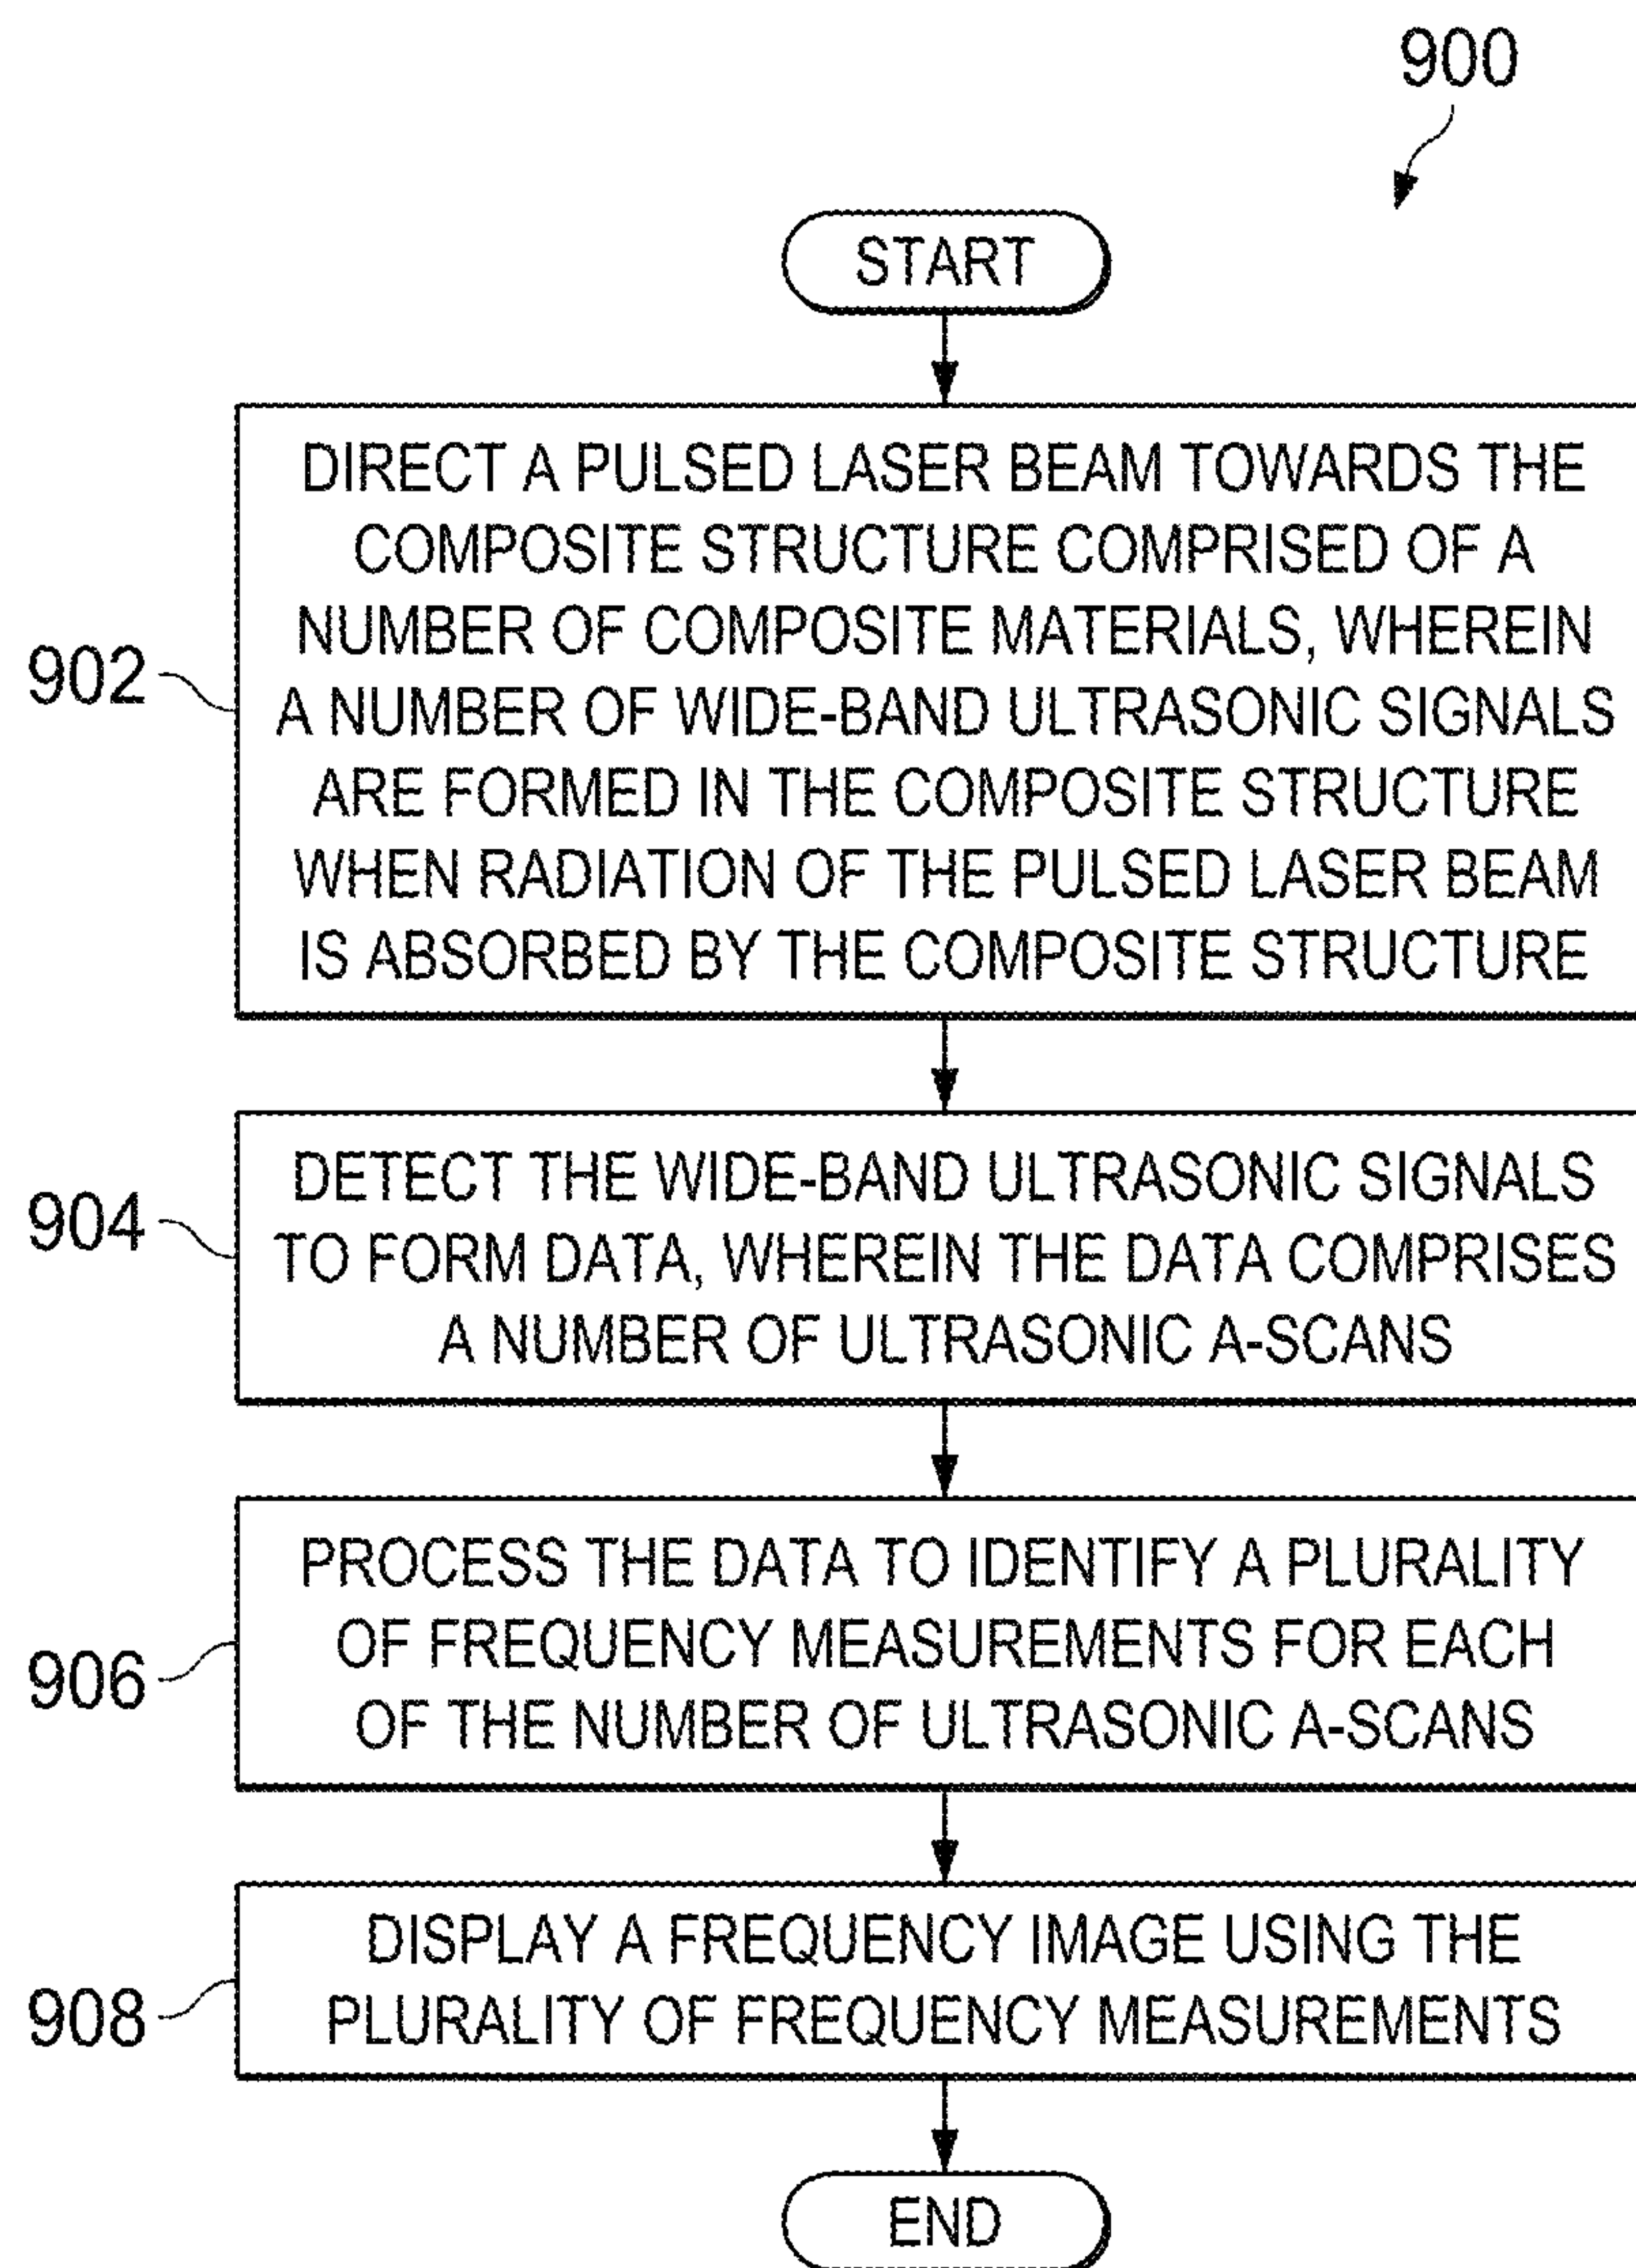 900
START
902
DIRECT A PULSED LASER BEAM TOWARDS THE
COMPOSITE STRUCTURE COMPRISED OF A
NUMBER OF COMPOSITE MATERIALS, WHEREIN
A NUMBER OF WIDE-BAND ULTRASONIC SIGNALS
ARE FORMED IN THE COMPOSITE STRUCTURE
WHEN RADIATION OF THE PULSED LASER BEAM
IS ABSORBED BY THE COMPOSITE STRUCTURE
904
DETECT THE WIDE-BAND ULTRASONIC SIGNALS
TO FORM DATA, WHEREIN THE DATA COMPRISES
A NUMBER OF ULTRASONIC A-SCANS
906
PROCESS THE DATA TO IDENTIFY A PLURALITY
OF FREQUENCY MEASUREMENTS FOR EACH
OF THE NUMBER OF ULTRASONIC A-SCANS
908
DISPLAY A FREQUENCY IMAGE USING THE
PLURALITY OF FREQUENCY MEASUREMENTS
END